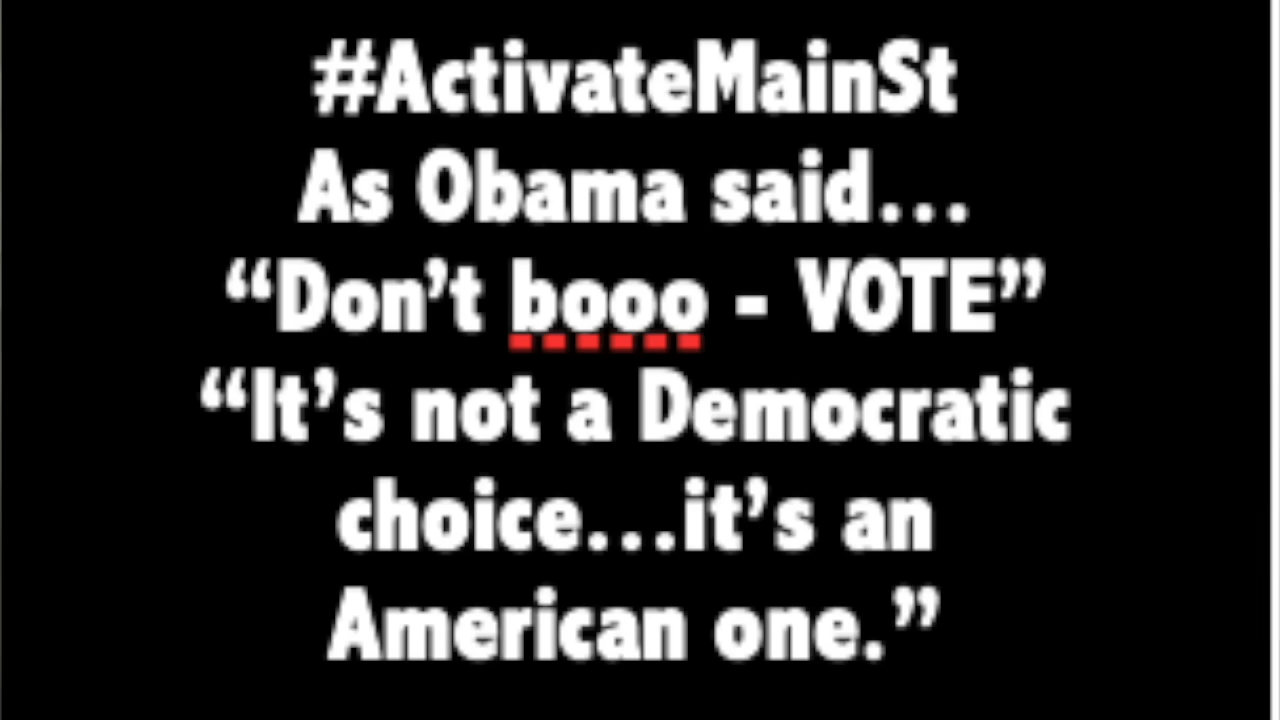 #ActivateMainSt
As Obama said...
“Don’t booo - VOTE”
“It’s not a Democratic
choice...it’s an
American one.”